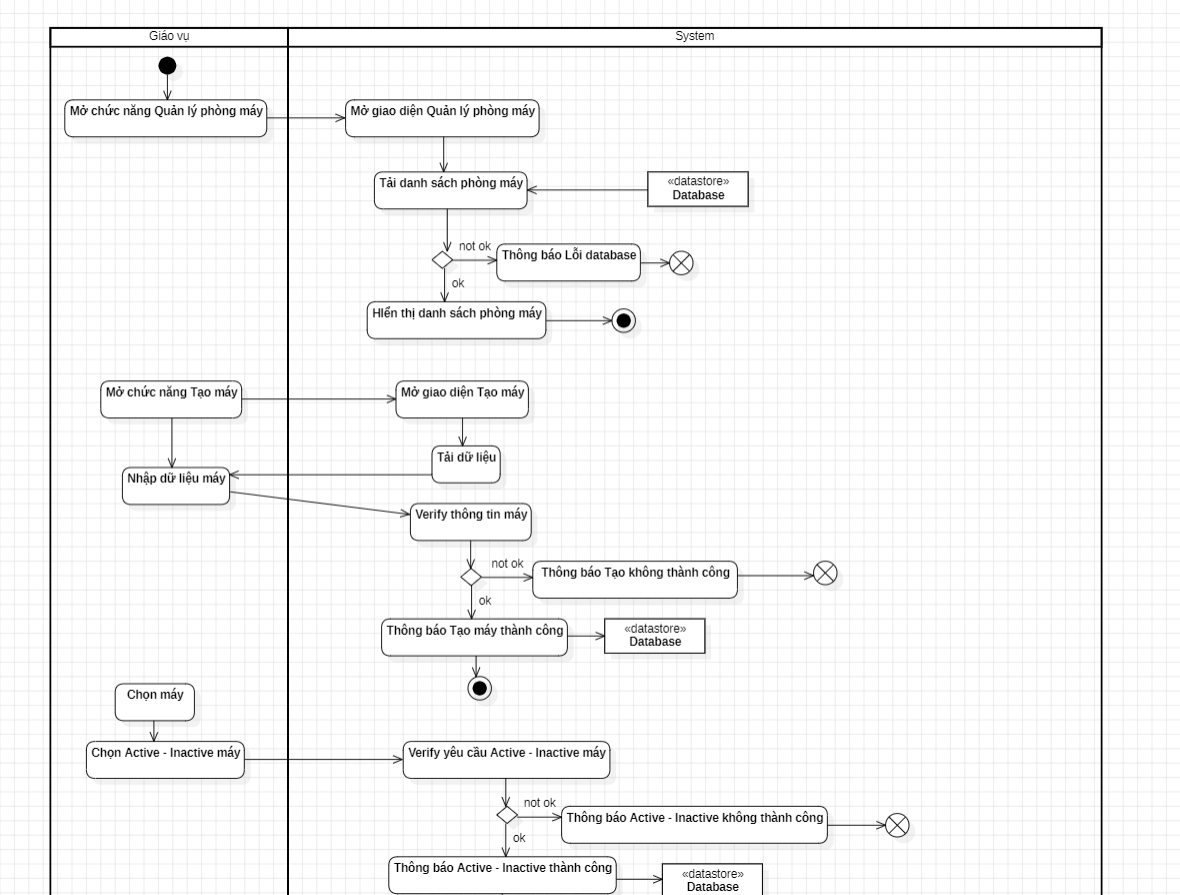 Giáo vụ
System
Mở chức năng Quản lý phòng máy
Mở giao diện Quản lý phòng máy
Tải danh sách phòng máy
«datastore»
Database
not ok
Thông báo Lỗi database
ok
HIển thị danh sách phòng máy
Mở chức năng Tạo máy
Mở giao diện Tạo máy
Tải dữ liệu
Nhập dữ liệu máy
Verify thông tin máy
not ok
Thông báo Tạo không thành công
ok
Thông báo Tạo máy thành công
«datastore»
Database
Chọn máy
Chọn Active - Inactive máy
Verify yêu cầu Active - Inactive máy
not ok
Thông báo Active - Inactive không thành công
ok
Thông báo Active - Inactive thành công
«datastore»
Database